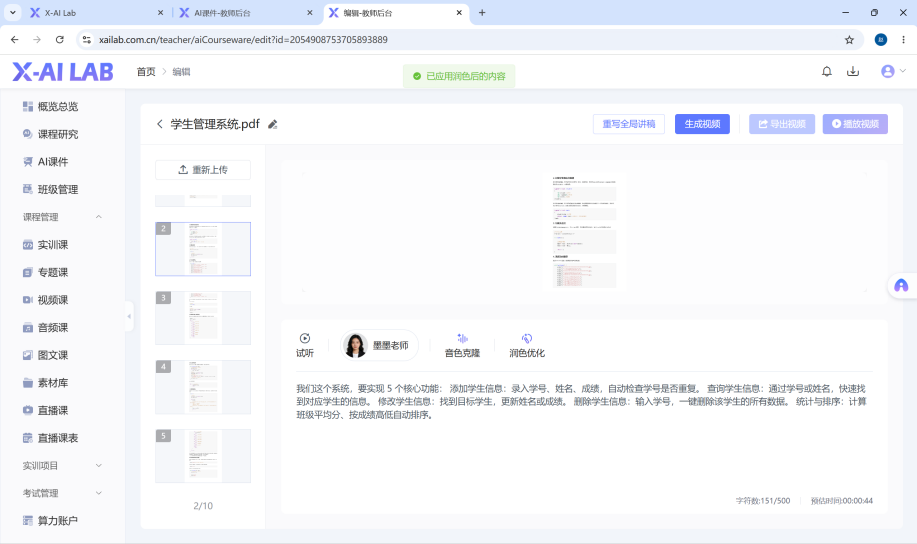 X-AI Lab
AI课件-教师后台
编辑-教师后台
xailab.com.cn/teacher/aiCourseware/edit?id=2054908753705893889
X-AI LAB
首页 > 编辑
已应用润色后的内容
概览总览
课程研究
AI课件
班级管理
课程管理
实训课
专题课
视频课
音频课
图文课
素材库
直播课
直播课表
实训项目
考试管理
算力账户
学生管理系统.pdf
重写全局讲稿
生成视频
导出视频
播放视频
重新上传
2
3
4
5
2/10
试听
墨墨老师
音色克隆
润色优化
我们这个系统，要实现 5 个核心功能： 添加学生信息：录入学号、姓名、成绩，自动检查学号是否重复。 查询学生信息：通过学号或姓名，快速找
到对应学生的信息。 修改学生信息：找到目标学生，更新姓名或成绩。 删除学生信息：输入学号，一键删除该学生的所有数据。 统计与排序：计算
班级平均分、按成绩高低自动排序。
字符数:151/500
预估时间:00:00:44